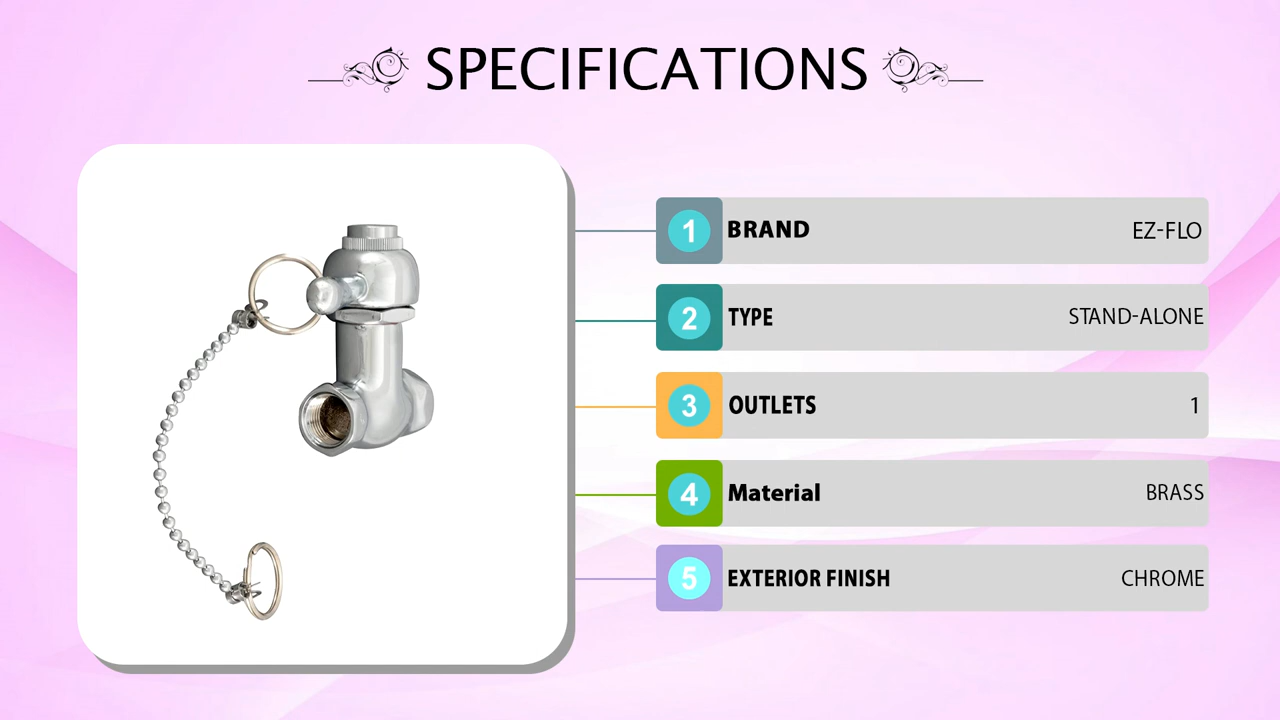 SPECIFICATIONS
1 BRAND EZ-FLO
2 TYPE STAND-ALONE
3 OUTLETS 1
4 Material BRASS
5 EXTERIOR FINISH CHROME